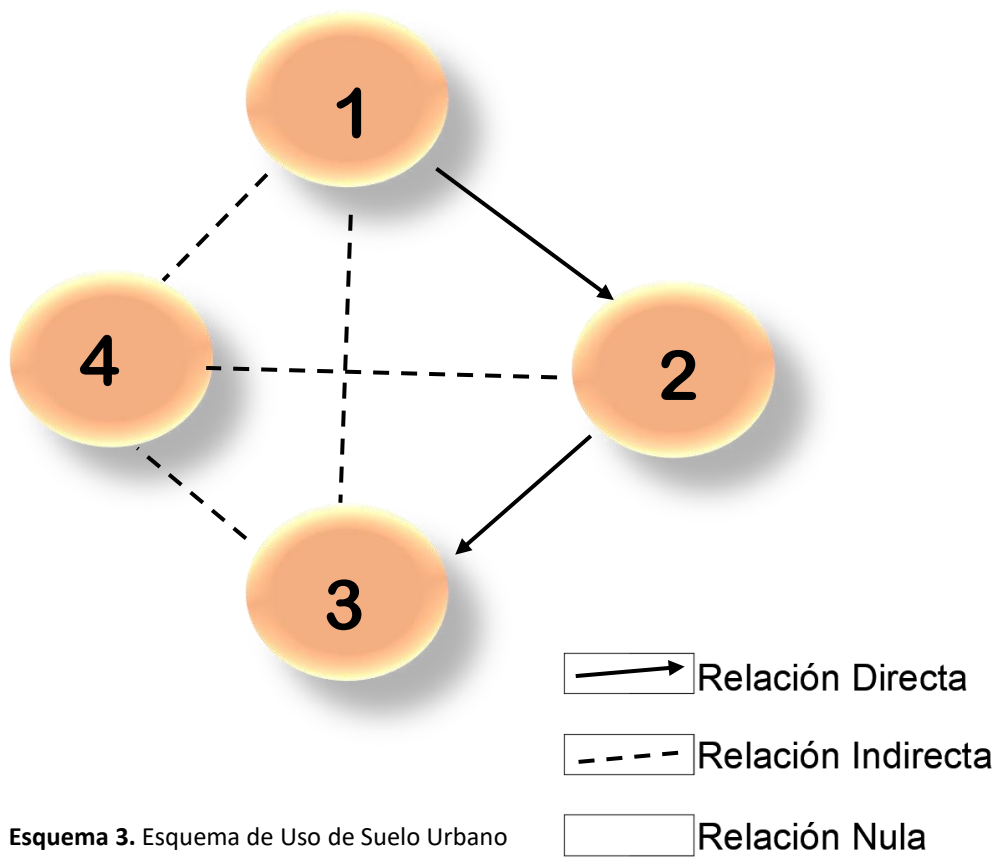 1
4
2
3
Relación Directa
Relación Indirecta
Esquema 3. Esquema de Uso de Suelo Urbano
Relación Nula